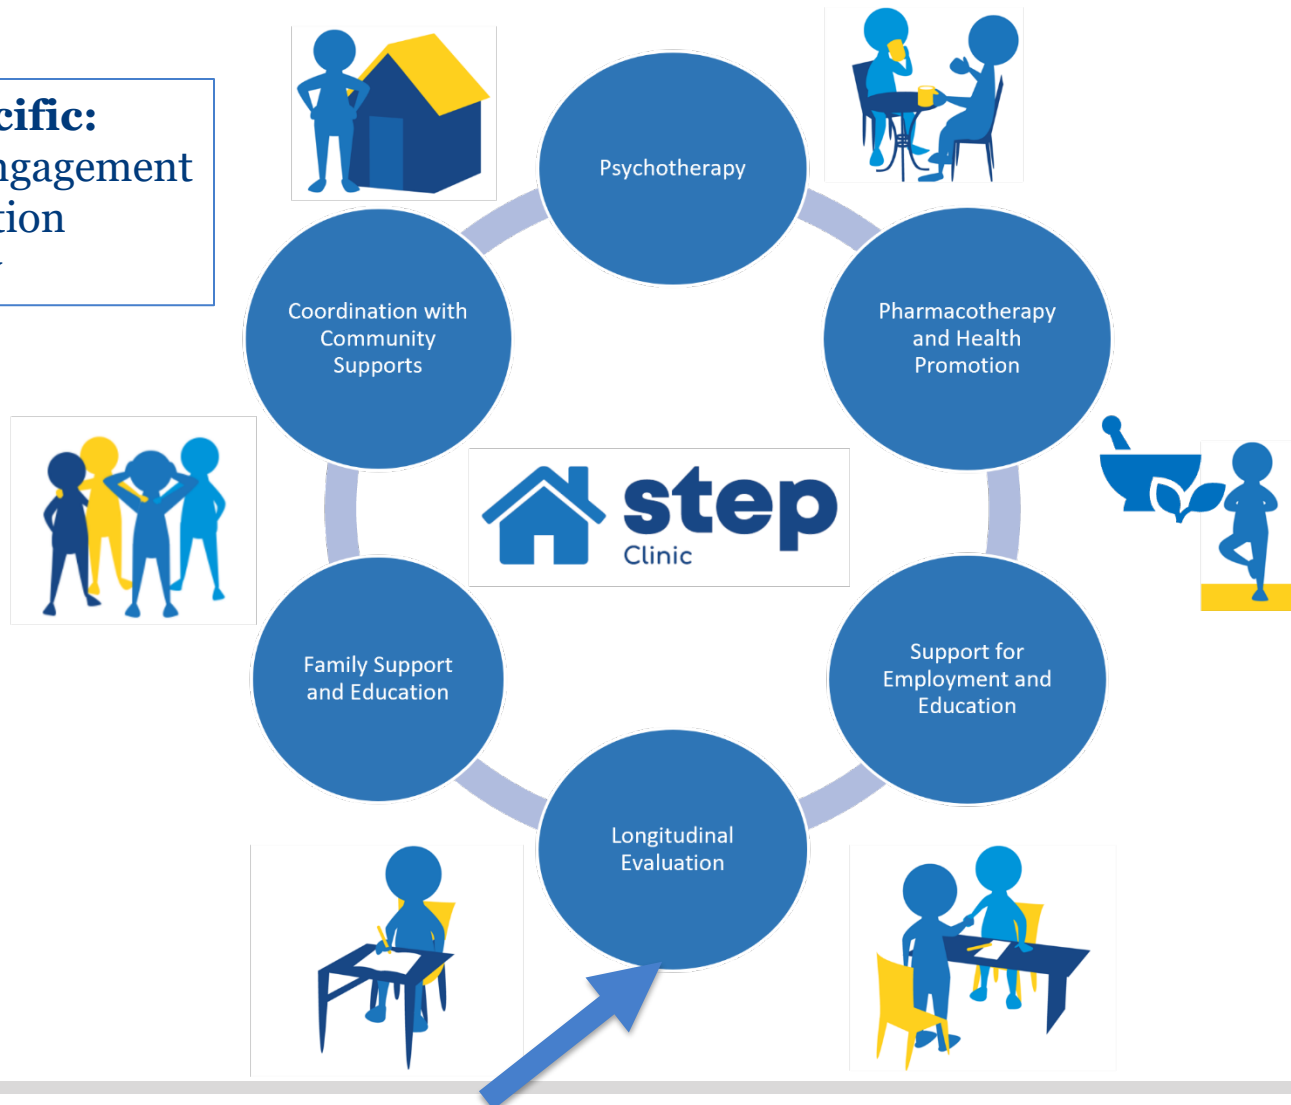 cific:
ngagement
tion
Psychotherapy
Coordination with
Community
Supports
Pharmacotherapy
and Health
Promotion
step
Clinic
Family Support
and Education
Support for
Employment and
Education
Longitudinal
Evaluation